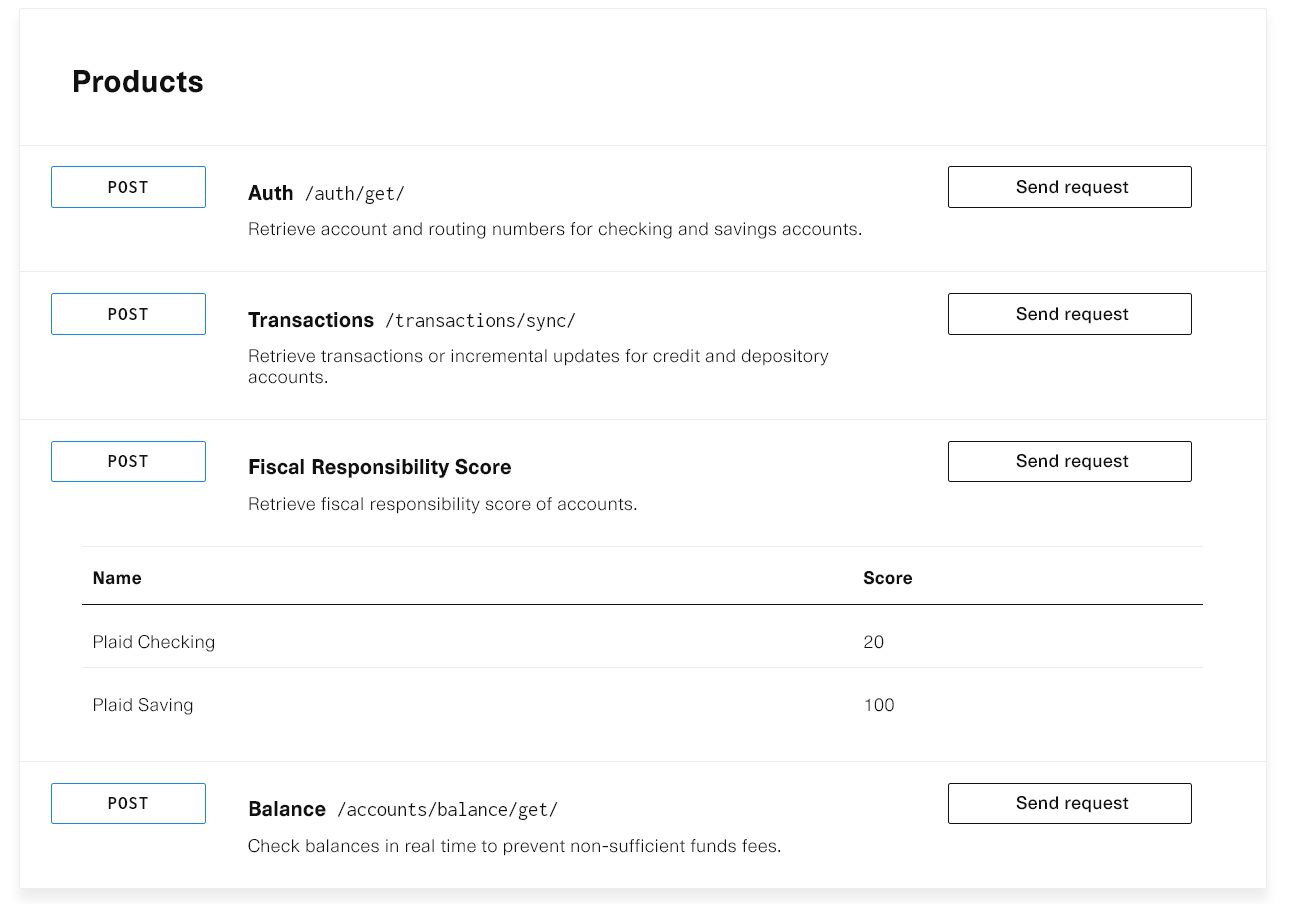 Products
POST
Auth /auth/get/
Send request
Retrieve account and routing numbers for checking and savings accounts.
POST
Transactions /transactions/sync/
Send request
Retrieve transactions or incremental updates for credit and depository
accounts.
POST
Fiscal Responsibility Score
Send request
Retrieve fiscal responsibility score of accounts.
Name Score
Plaid Checking 20
Plaid Saving 100
POST
Balance /accounts/balance/get/
Send request
Check balances in real time to prevent non-sufficient funds fees.